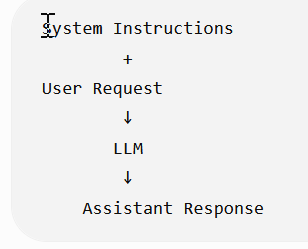 System Instructions
+
User Request
↓
LLM
↓
Assistant Response